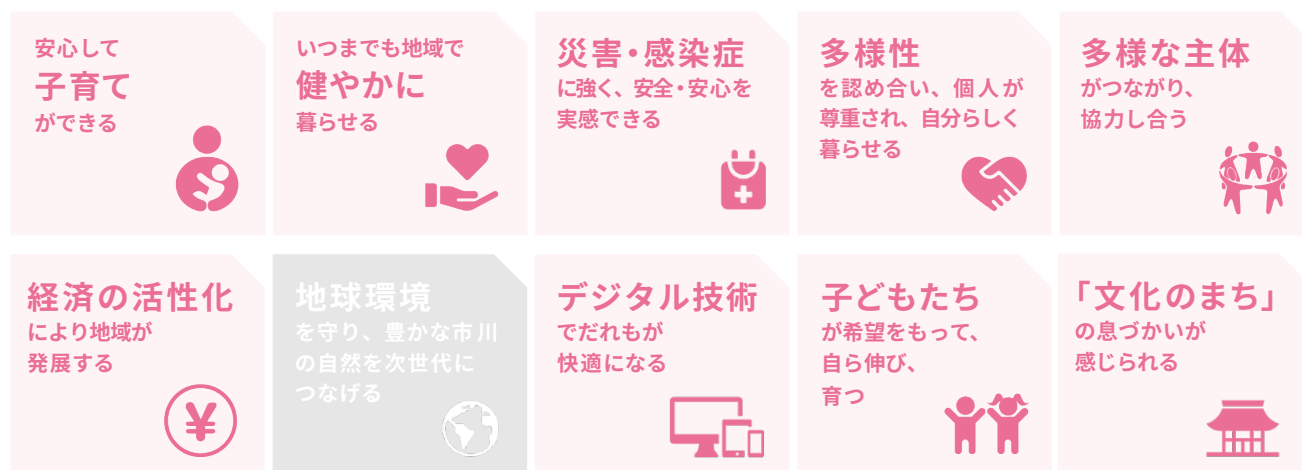 安心して
子育て
ができる
いつまでも地域で
健やかに
暮らせる
災害・感染症
に強く、安全・安心を
実感できる
多様性
を認め合い、個人が
尊重され、自分らしく
暮らせる
多様な主体
がつながり、
協力し合う
経済の活性化
により地域が
発展する
¥
地球環境
を守り、豊かな市川
の自然を次世代に
つなげる
デジタル技術
でだれもが
快適になる
子どもたち
が希望をもって、
自ら伸び、
育つ
「文化のまち」
の息づかいが
感じられる